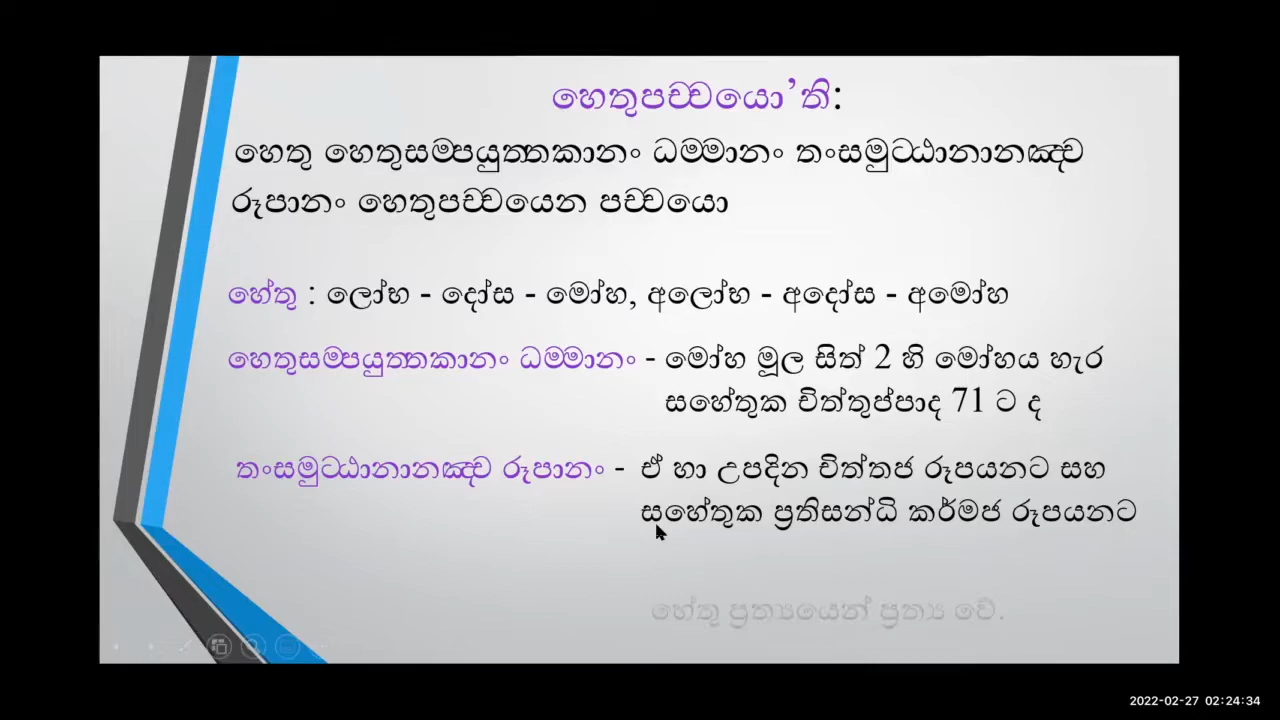 හෙතුපච්චයො’ති:
හෙතු හෙතුසම්පයුත්තකානං ධම්මානං තංසමුට්ඨානානඤ්ච
රූපානං හෙතුපච්චයෙන පච්චයො
හේතු : ලෝභ - දෝස - මෝහ, අලෝභ - අදෝස - අමෝහ
හෙතුසම්පයුත්තකානං ධම්මානං - මෝහ මූල සිත් 2 හි මෝහය හැර
සහේතුක චිත්තුප්පාද 71 ට ද
තංසමුට්ඨානානඤ්ච රූපානං - ඒ හා උපදින චිත්තජ රූපයනට සහ
සහේතුක ප්‍රතිසන්ධි කර්මජ රූපයනට
හේතු ප්‍රත්‍යයෙන් ප්‍රත්‍ය වේ.
2022-02-27 02:24:34